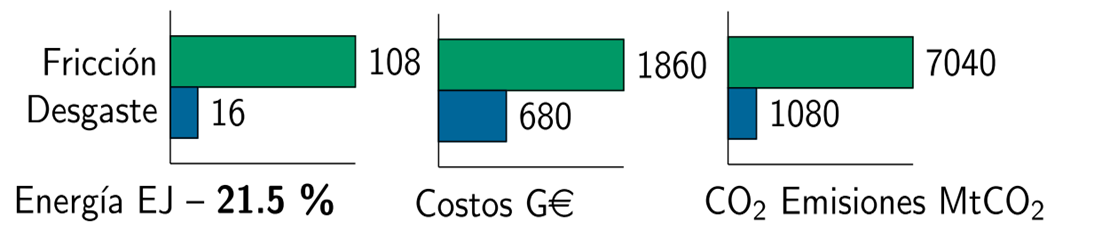 Fricción 108 1860 7040
Desgaste 16 680 1080
Energía EJ – 21.5 % Costos G€ CO₂ Emisiones MtCO₂